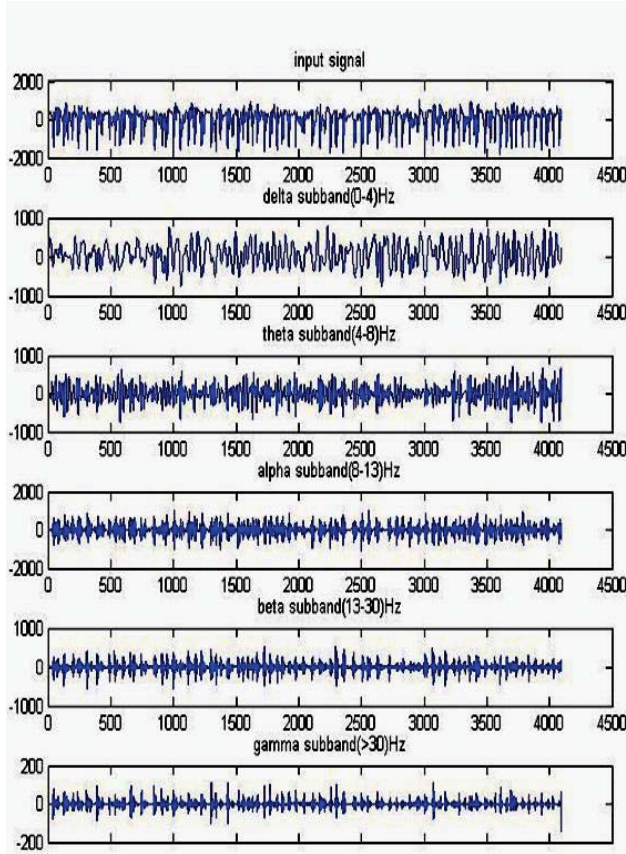 input signal
2000
0
-2000
0 500 1000 1500 2000 2500 3000 3500 4000 4500
delta subband(0-4)Hz
1000
0
-1000
0 500 1000 1500 2000 2500 3000 3500 4000 4500
theta subband(4-8)Hz
1000
0
-1000
0 500 1000 1500 2000 2500 3000 3500 4000 4500
alpha subband(8-13)Hz
2000
0
-2000
0 500 1000 1500 2000 2500 3000 3500 4000 4500
beta subband(13-30)Hz
1000
0
-1000
0 500 1000 1500 2000 2500 3000 3500 4000 4500
gamma subband(>30)Hz
200
0
-200